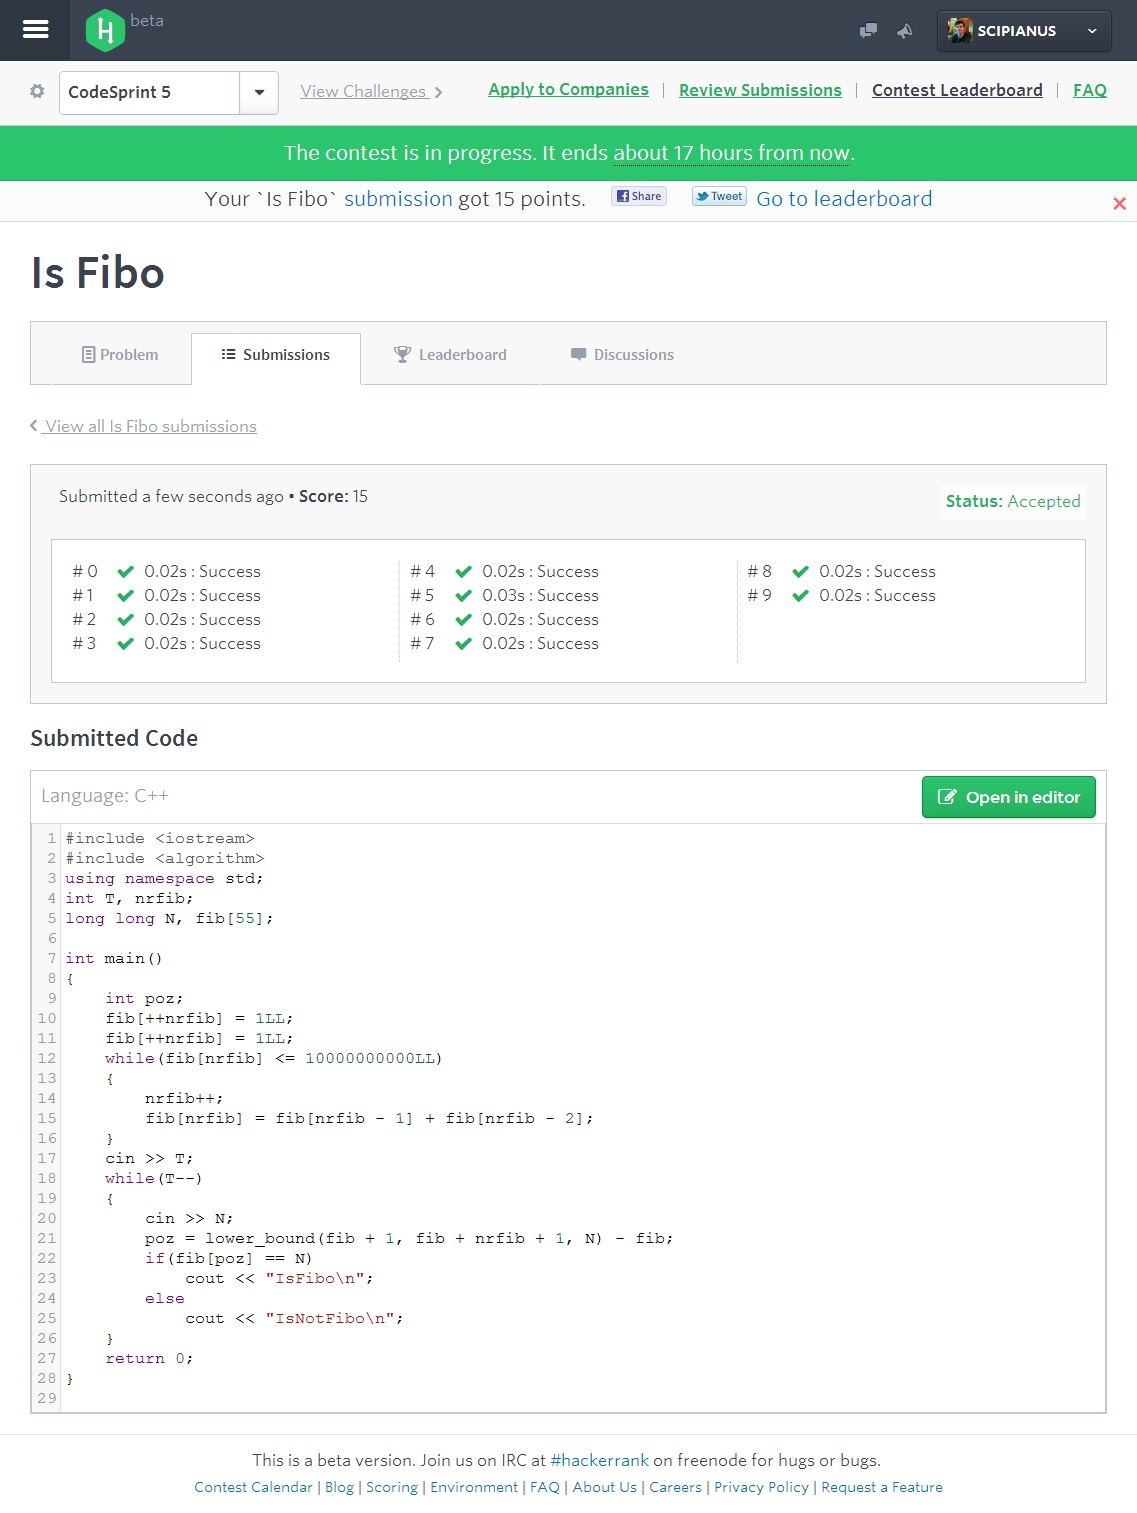 beta
SCIPIANUS
CodeSprint 5
View Challenges
Apply to Companies | Review Submissions | Contest Leaderboard | FAQ
The contest is in progress. It ends about 17 hours from now.
Your `Is Fibo` submission got 15 points. Share Tweet Go to leaderboard
Is Fibo
Problem Submissions Leaderboard Discussions
View all Is Fibo submissions
Submitted a few seconds ago • Score: 15
Status: Accepted
# 0 0.02s : Success
# 1 0.02s : Success
# 2 0.02s : Success
# 3 0.02s : Success
# 4 0.02s : Success
# 5 0.03s : Success
# 6 0.02s : Success
# 7 0.02s : Success
# 8 0.02s : Success
# 9 0.02s : Success
Submitted Code
Language: C++
Open in editor
1 #include <iostream>
2 #include <algorithm>
3 using namespace std;
4 int T, nrfib;
5 long long N, fib[55];
6
7 int main()
8 {
9     int poz;
10     fib[++nrfib] = 1LL;
11     fib[++nrfib] = 1LL;
12     while(fib[nrfib] <= 10000000000LL)
13     {
14         nrfib++;
15         fib[nrfib] = fib[nrfib - 1] + fib[nrfib - 2];
16     }
17     cin >> T;
18     while(T--)
19     {
20         cin >> N;
21         poz = lower_bound(fib + 1, fib + nrfib + 1, N) - fib;
22         if(fib[poz] == N)
23             cout << "IsFibo\n";
24         else
25             cout << "IsNotFibo\n";
26     }
27     return 0;
28 }
29
This is a beta version. Join us on IRC at #hackerrank on freenode for hugs or bugs.
Contest Calendar | Blog | Scoring | Environment | FAQ | About Us | Careers | Privacy Policy | Request a Feature